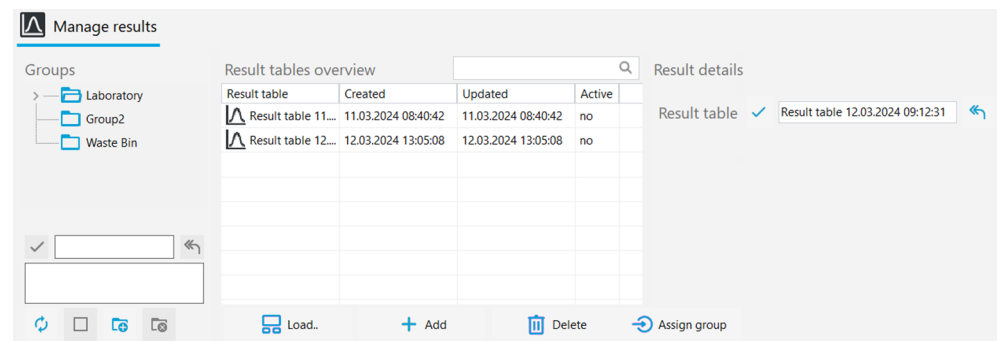 Manage results
Groups
Laboratory
Group2
Waste Bin
Result tables overview
Result table Created Updated Active
Result table 11.... 11.03.2024 08:40:42 11.03.2024 08:40:42 no
Result table 12.... 12.03.2024 13:05:08 12.03.2024 13:05:08 no
Load.. Add Delete Assign group
Result details
Result table Result table 12.03.2024 09:12:31